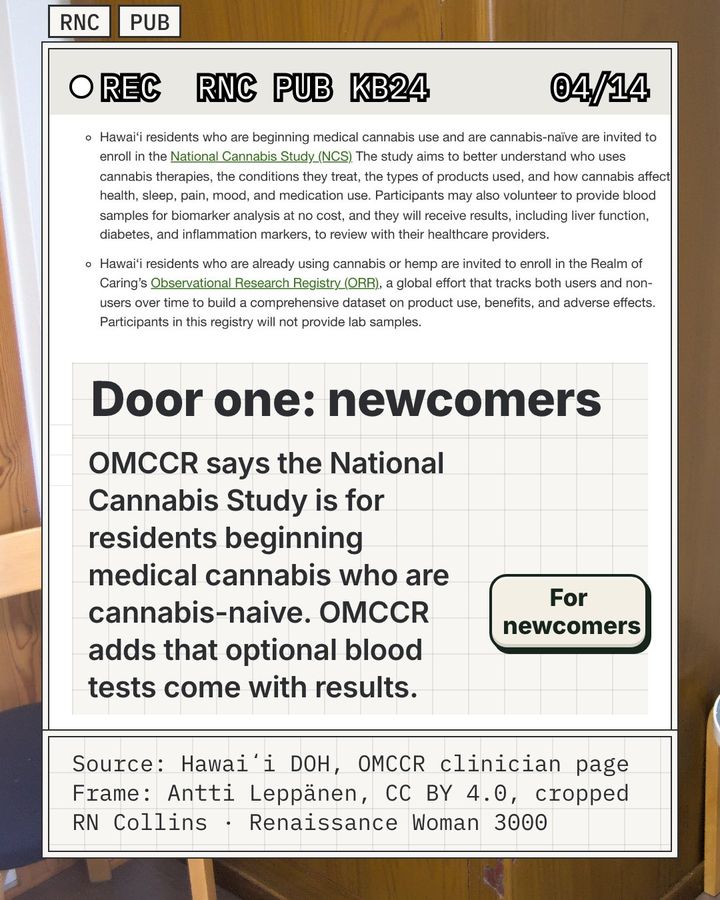 RNC PUB
REC RNC PUB KB24 04/14
Hawaiʻi residents who are beginning medical cannabis use and are cannabis-naïve are invited to
enroll in the National Cannabis Study (NCS) The study aims to better understand who uses
cannabis therapies, the conditions they treat, the types of products used, and how cannabis affect
health, sleep, pain, mood, and medication use. Participants may also volunteer to provide blood
samples for biomarker analysis at no cost, and they will receive results, including liver function,
diabetes, and inflammation markers, to review with their healthcare providers.
Hawaiʻi residents who are already using cannabis or hemp are invited to enroll in the Realm of
Caring’s Observational Research Registry (ORR), a global effort that tracks both users and non-
users over time to build a comprehensive dataset on product use, benefits, and adverse effects.
Participants in this registry will not provide lab samples.
Door one: newcomers
OMCCR says the National
Cannabis Study is for
residents beginning
medical cannabis who are
cannabis-naive. OMCCR
adds that optional blood
tests come with results.
For
newcomers
Source: Hawaiʻi DOH, OMCCR clinician page
Frame: Antti Leppänen, CC BY 4.0, cropped
RN Collins · Renaissance Woman 3000